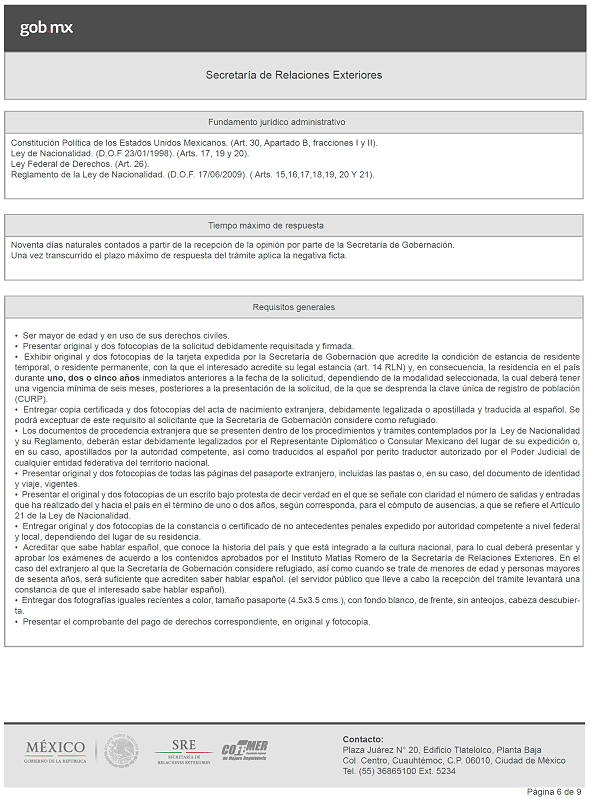 gob.mx
Secretaría de Relaciones Exteriores
Fundamento jurídico administrativo
Constitución Política de los Estados Unidos Mexicanos. (Art. 30, Apartado B, fracciones I y II).
Ley de Nacionalidad. (D.O.F 23/01/1998). (Arts. 17, 19 y 20).
Ley Federal de Derechos. (Art. 26).
Reglamento de la Ley de Nacionalidad. (D.O.F. 17/06/2009). ( Arts. 15,16,17,18,19, 20 Y 21).
Tiempo máximo de respuesta
Noventa días naturales contados a partir de la recepción de la opinión por parte de la Secretaría de Gobernación.
Una vez transcurrido el plazo máximo de respuesta del trámite aplica la negativa ficta.
Requisitos generales
• Ser mayor de edad y en uso de sus derechos civiles.
• Presentar original y dos fotocopias de la solicitud debidamente requisitada y firmada.
• Exhibir original y dos fotocopias de la tarjeta expedida por la Secretaría de Gobernación que acredite la condición de estancia de residente
temporal, o residente permanente, con la que el interesado acredite su legal estancia (art. 14 RLN) y, en consecuencia, la residencia en el país
durante uno, dos o cinco años inmediatos anteriores a la fecha de la solicitud, dependiendo de la modalidad seleccionada, la cual deberá tener
una vigencia mínima de seis meses, posteriores a la presentación de la solicitud, de la que se desprenda la clave única de registro de población
(CURP).
• Entregar copia certificada y dos fotocopias del acta de nacimiento extranjera, debidamente legalizada o apostillada y traducida al español. Se
podrá exceptuar de este requisito al solicitante que la Secretaría de Gobernación considere como refugiado.
• Los documentos de procedencia extranjera que se presenten dentro de los procedimientos y trámites contemplados por la Ley de Nacionalidad
y su Reglamento, deberán estar debidamente legalizados por el Representante Diplomático o Consular Mexicano del lugar de su expedición o,
en su caso, apostillados por la autoridad competente, así como traducidos al español por perito traductor autorizado por el Poder Judicial de
cualquier entidad federativa del territorio nacional.
• Presentar original y dos fotocopias de todas las páginas del pasaporte extranjero, incluidas las pastas o, en su caso, del documento de identidad
y viaje, vigentes.
• Presentar el original y dos fotocopias de un escrito bajo protesta de decir verdad en el que se señale con claridad el número de salidas y entradas
que ha realizado del y hacia el país en el término de uno o dos años, según corresponda, para el cómputo de ausencias, a que se refiere el Artículo
21 de la Ley de Nacionalidad.
• Entregar original y dos fotocopias de la constancia o certificado de no antecedentes penales expedido por autoridad competente a nivel federal
y local, dependiendo del lugar de su residencia.
• Acreditar que sabe hablar español, que conoce la historia del país y que está integrado a la cultura nacional, para lo cual deberá presentar y
aprobar los exámenes de acuerdo a los contenidos aprobados por el Instituto Matías Romero de la Secretaría de Relaciones Exteriores. En el
caso del extranjero al que la Secretaría de Gobernación considere refugiado, así como cuando se trate de menores de edad y personas mayores
de sesenta años, será suficiente que acrediten saber hablar español. (el servidor público que lleve a cabo la recepción del trámite levantará una
constancia de que el interesado sabe hablar español).
• Entregar dos fotografías iguales recientes a color, tamaño pasaporte (4.5x3.5 cms.), con fondo blanco, de frente, sin anteojos, cabeza descubier-
ta.
• Presentar el comprobante del pago de derechos correspondiente, en original y fotocopia.
MÉXICO
GOBIERNO DE LA REPÚBLICA
SRE
SECRETARÍA DE
RELACIONES EXTERIORES
COFEMER
de Mejora Regulatoria
Contacto:
Plaza Juárez N° 20, Edificio Tlatelolco, Planta Baja
Col. Centro, Cuauhtémoc, C.P. 06010, Ciudad de México
Tel. (55) 36865100 Ext. 5234
Página 6 de 9